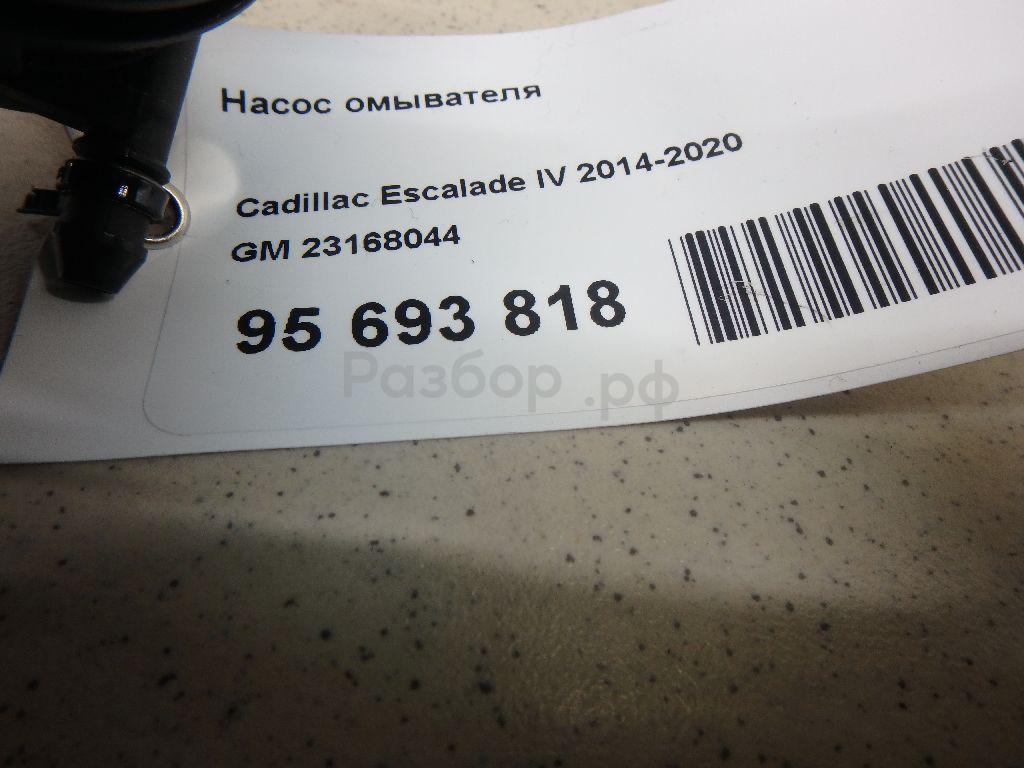 Насос омывателя
Cadillac Escalade IV 2014-2020
GM 23168044
95 693 818
Разбор.рф